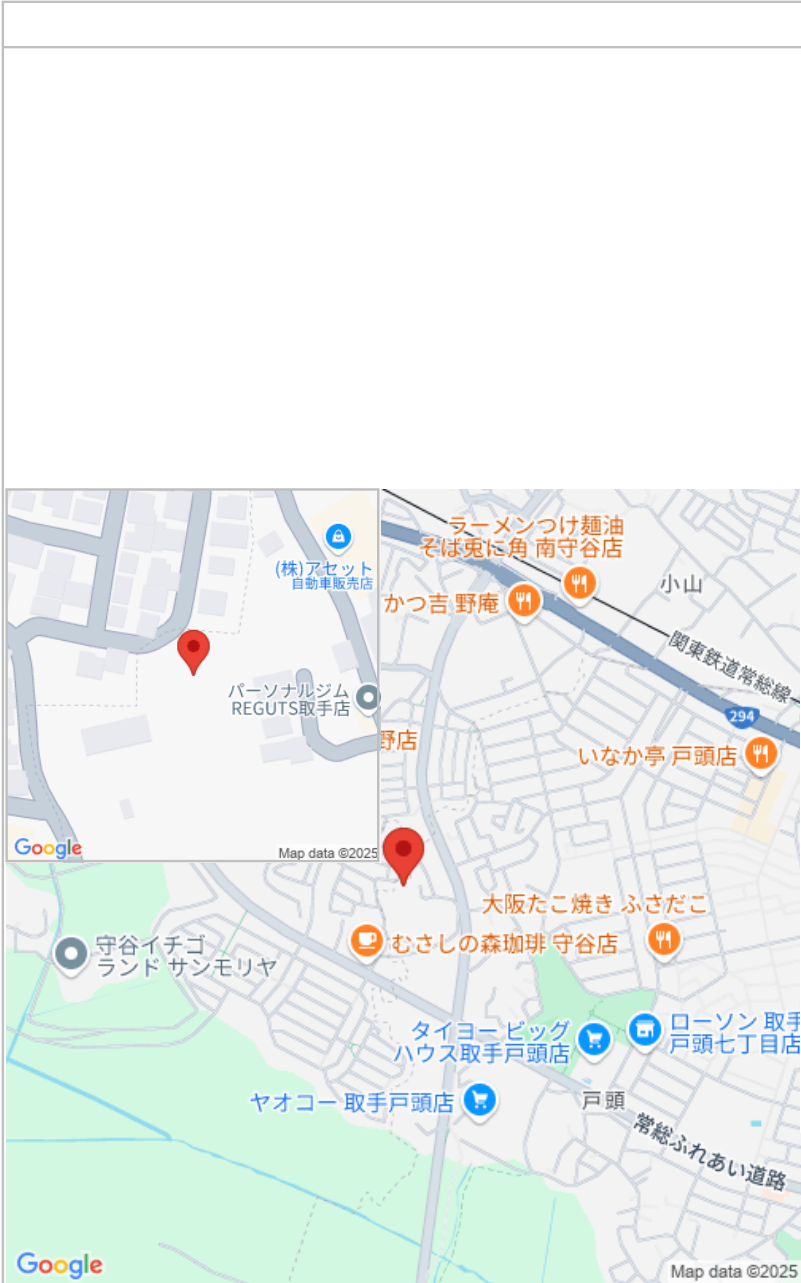 (株)アセット
自動車販売店
パーソナルジム
REGUTS取手店
Google
Map data ©2025
ラーメンつけ麺油
そば兎に角 南守谷店
かつ吉 野庵
小山
関東鉄道常総線
294
野店
いなか亭 戸頭店
大阪たこ焼き ふさだこ
むさしの森珈琲 守谷店
守谷イチゴ
ランド サンモリヤ
タイヨー ビッグ
ハウス取手戸頭店
ローソン 取手
戸頭七丁目店
ヤオコー 取手戸頭店
戸頭
常総ふれあい道路
Google
Map data ©2025